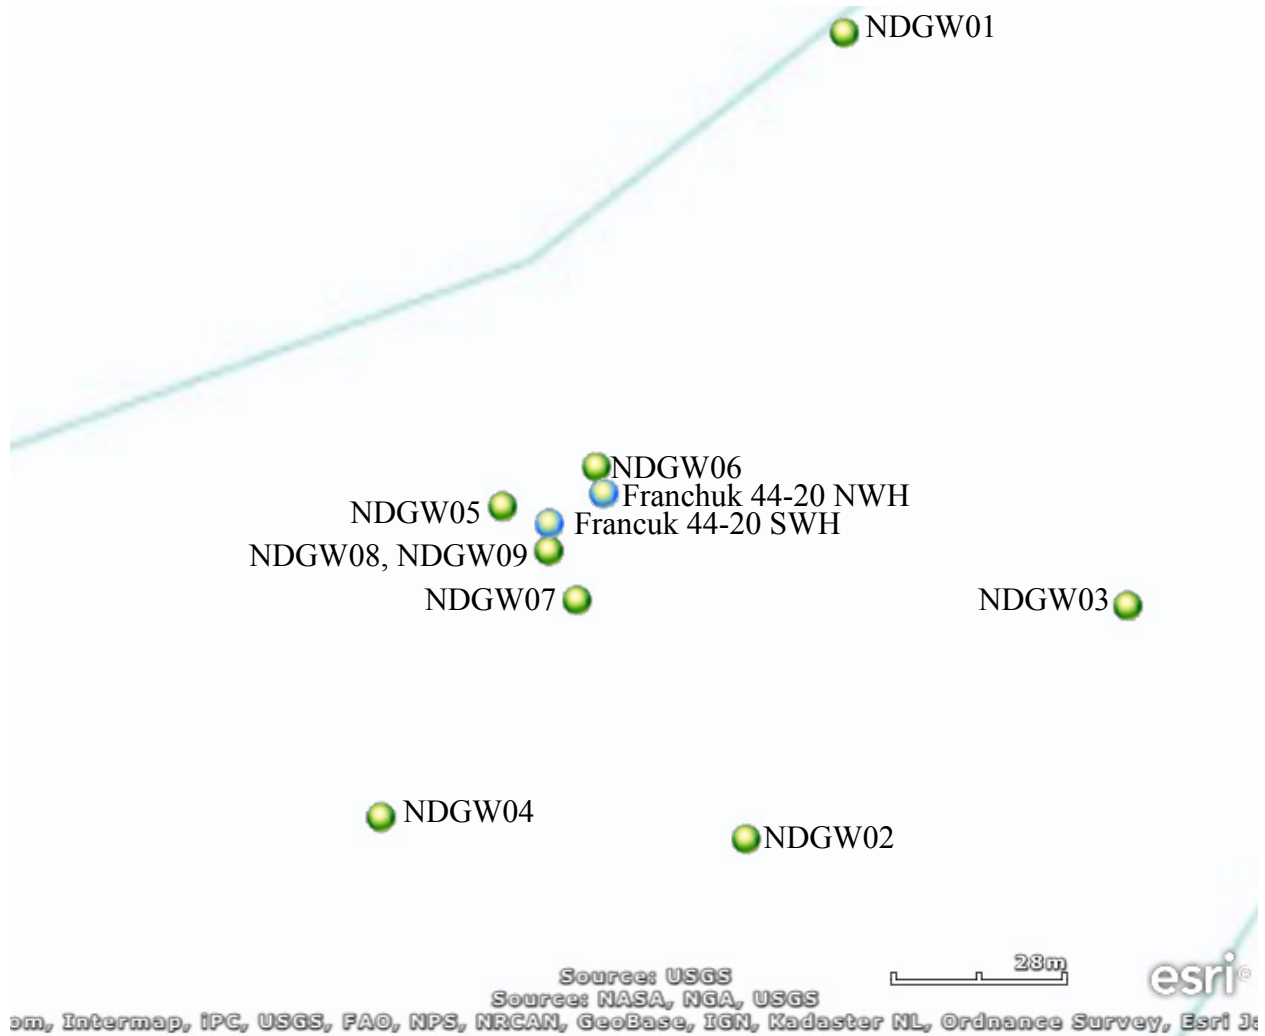 NDGW01
NDGW06
Franchuk 44-20 NWH
NDGW05
Francuk 44-20 SWH
NDGW08, NDGW09
NDGW07
NDGW03
NDGW04
NDGW02
28m
esri
Source: USGS
Source: NASA, NGA, USGS
om, Intermap, iPC, USGS, FAO, NPS, NRCAN, GeoBase, IGN, Kadaster NL, Ordnance Survey, Esri Ja